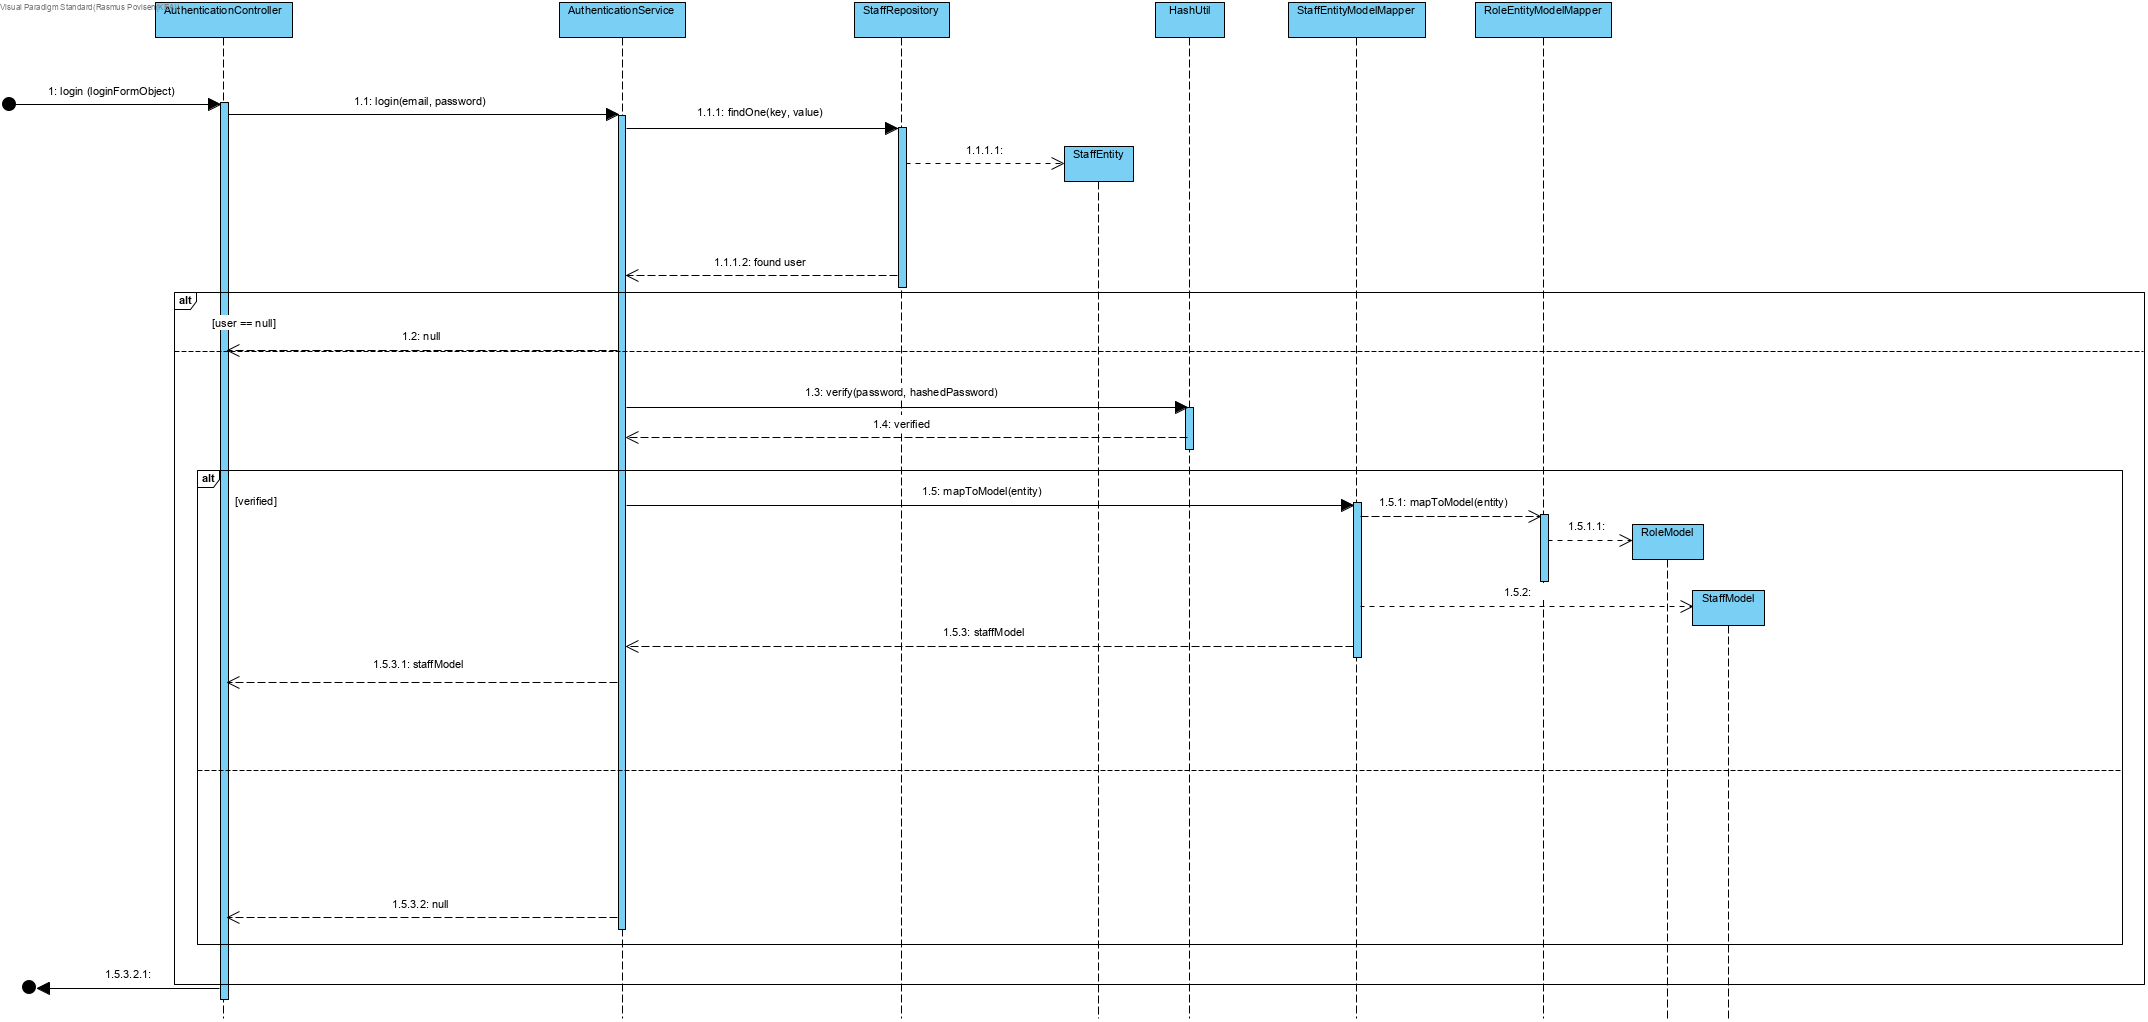 Visual Paradigm Standard(Rasmus Povlsen
AuthenticationController
AuthenticationService
StaffRepository
HashUtil
StaffEntityModelMapper
RoleEntityModelMapper
1: login (loginFormObject)
1.1: login(email, password)
1.1.1: findOne(key, value)
1.1.1.1:
StaffEntity
1.1.1.2: found user
alt
[user == null]
1.2: null
1.3: verify(password, hashedPassword)
1.4: verified
alt
[verified]
1.5: mapToModel(entity)
1.5.1: mapToModel(entity)
1.5.1.1:
RoleModel
1.5.2:
StaffModel
1.5.3: staffModel
1.5.3.1: staffModel
1.5.3.2: null
1.5.3.2.1: